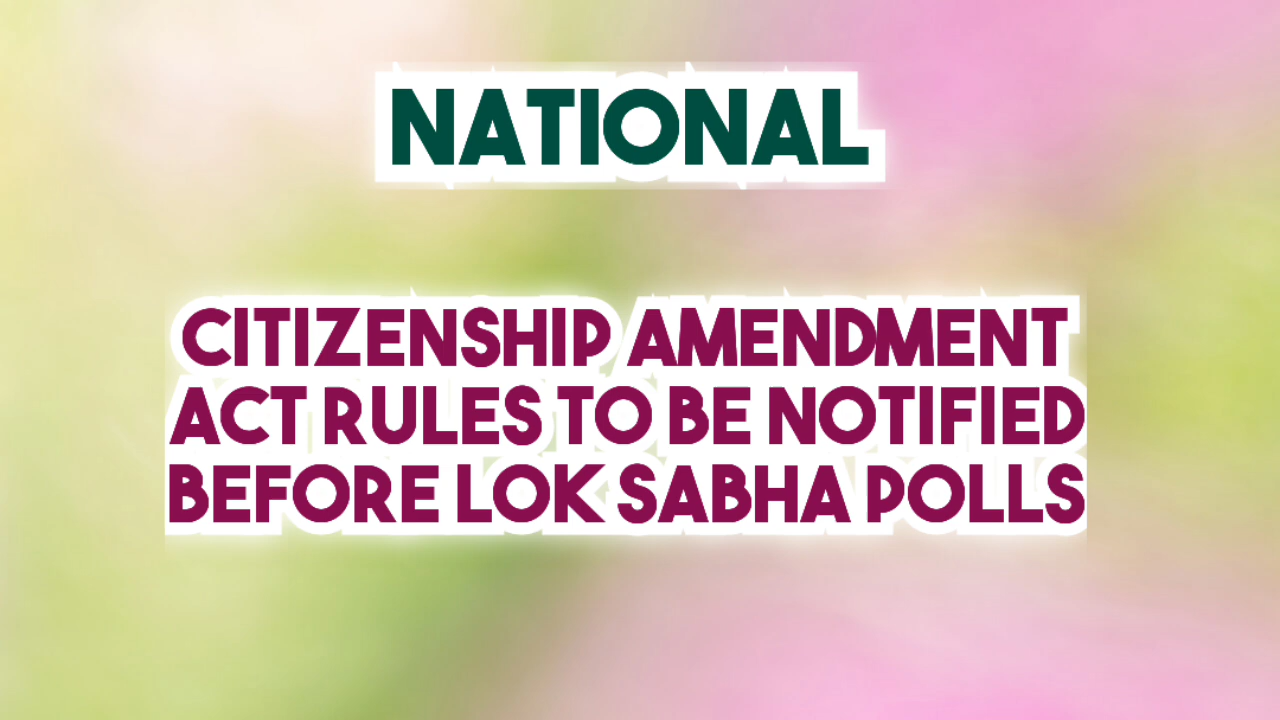 NATIONAL
CITIZENSHIP AMENDMENT
ACT RULES TO BE NOTIFIED
BEFORE LOK SABHA POLLS